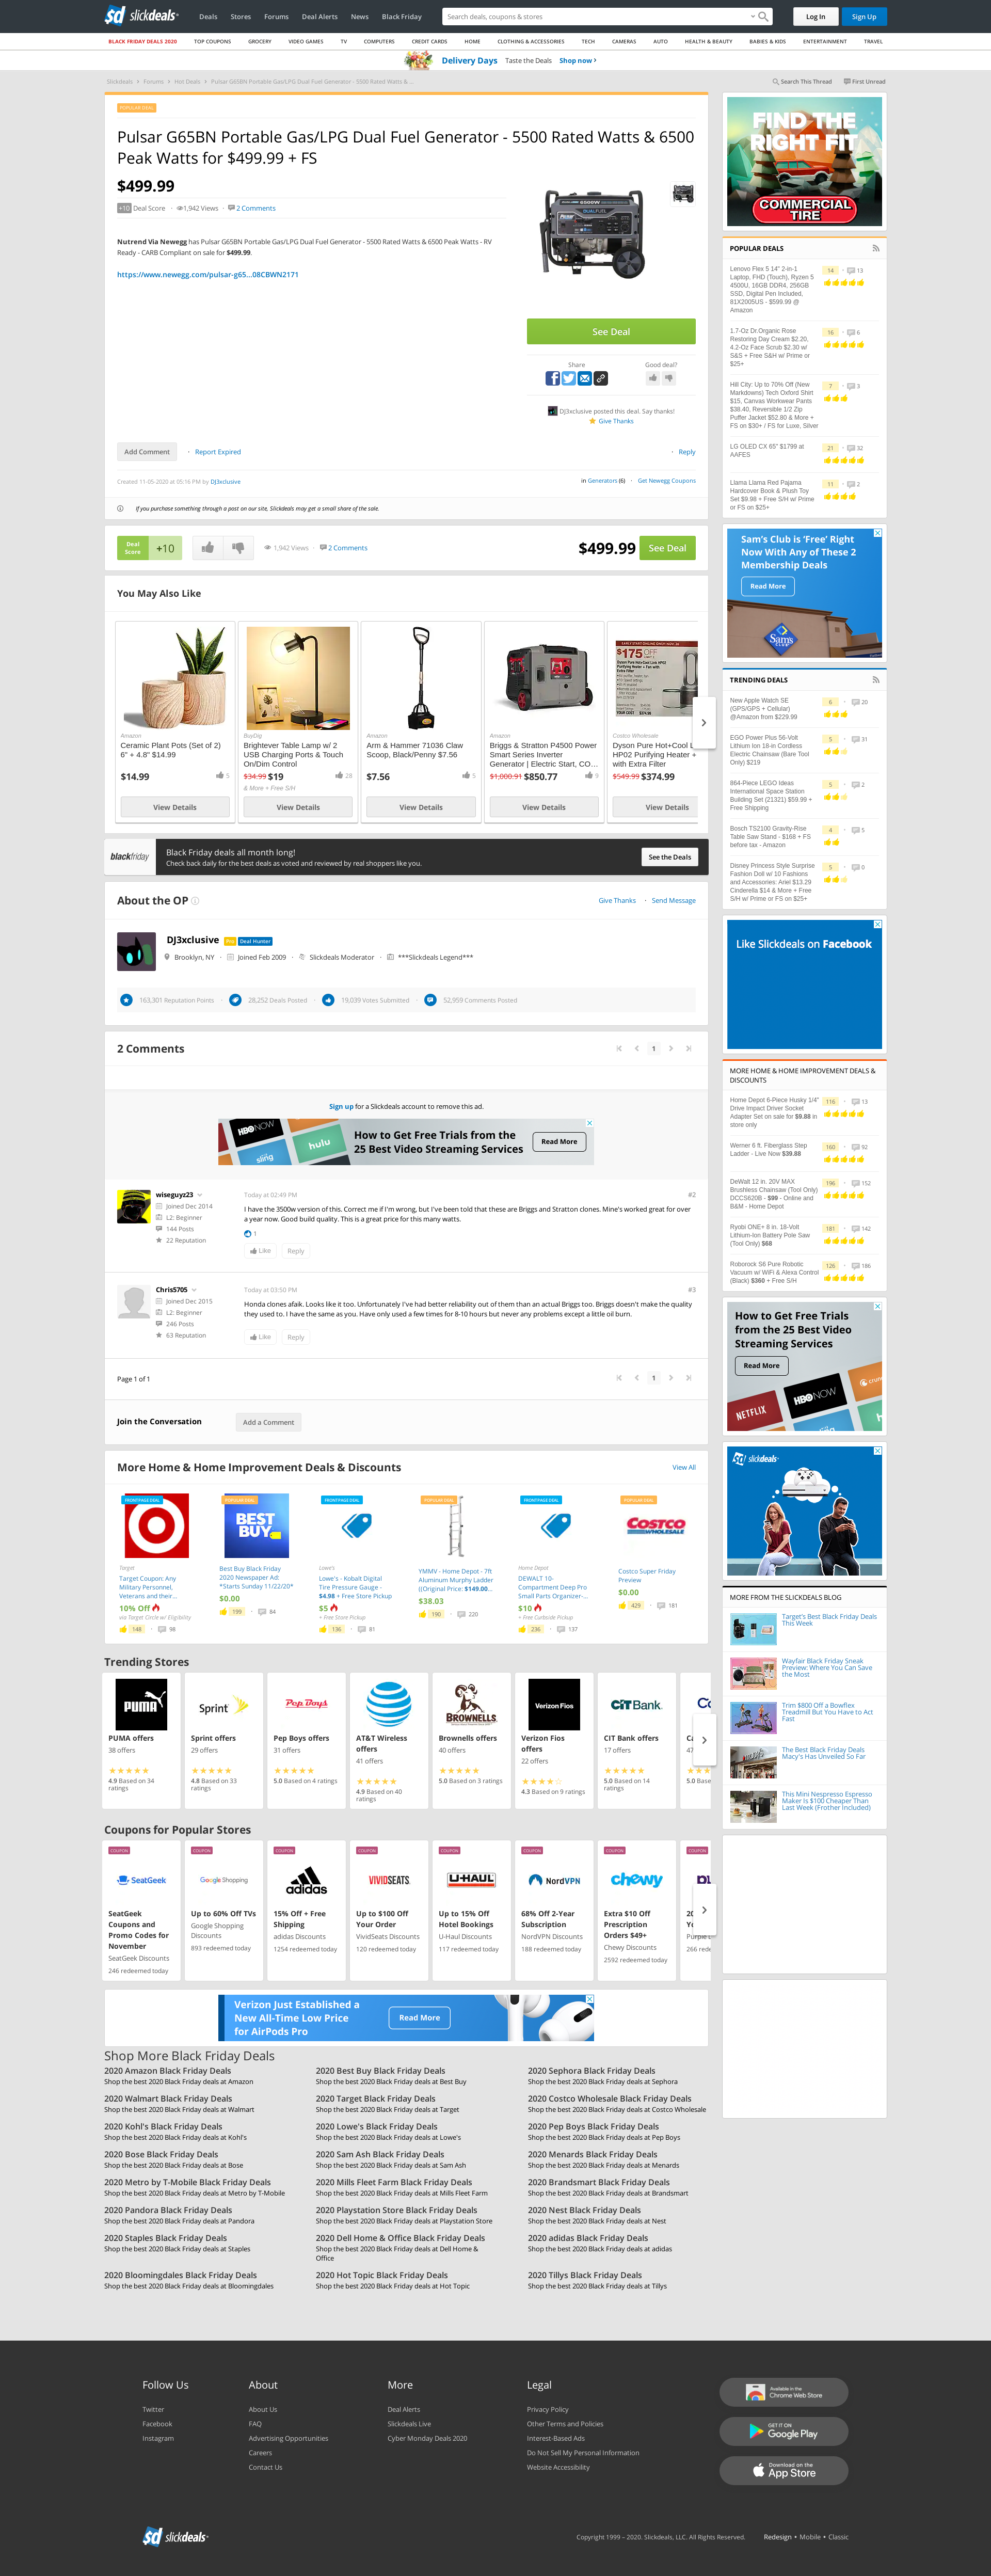 slickdeals
Deals Stores Forums Deal Alerts News Black Friday
Search deals, coupons & stores
Log In Sign Up
BLACK FRIDAY DEALS 2020 TOP COUPONS GROCERY VIDEO GAMES TV COMPUTERS CREDIT CARDS HOME CLOTHING & ACCESSORIES TECH CAMERAS AUTO HEALTH & BEAUTY BABIES & KIDS ENTERTAINMENT TRAVEL
Delivery Days Taste the Deals Shop now >
Slickdeals > Forums > Hot Deals > Pulsar G65BN Portable Gas/LPG Dual Fuel Generator - 5500 Rated Watts & ...
Search This Thread First Unread
POPULAR DEAL
Pulsar G65BN Portable Gas/LPG Dual Fuel Generator - 5500 Rated Watts & 6500
Peak Watts for $499.99 + FS
$499.99
+10 Deal Score · 1,942 Views · 2 Comments
Nutrend Via Newegg has Pulsar G65BN Portable Gas/LPG Dual Fuel Generator - 5500 Rated Watts & 6500 Peak Watts - RV
Ready - CARB Compliant on sale for $499.99.
https://www.newegg.com/pulsar-g65...08CBWN2171
See Deal
Share Good deal?
DJ3xclusive posted this deal. Say thanks!
Give Thanks
Add Comment · Report Expired · Reply
Created 11-05-2020 at 05:16 PM by DJ3xclusive
in Generators (6) · Get Newegg Coupons
If you purchase something through a post on our site, Slickdeals may get a small share of the sale.
Deal
Score
+10
1,942 Views · 2 Comments
$499.99 See Deal
You May Also Like
Amazon
Ceramic Plant Pots (Set of 2)
6" + 4.8" $14.99
$14.99 5
View Details
BuyDig
Brightever Table Lamp w/ 2
USB Charging Ports & Touch
On/Dim Control
$34.99 $19 28
& More + Free S/H
View Details
Amazon
Arm & Hammer 71036 Claw
Scoop, Black/Penny $7.56
$7.56 5
View Details
Amazon
Briggs & Stratton P4500 Power
Smart Series Inverter
Generator | Electric Start, CO...
$1,000.91 $850.77 9
View Details
Costco Wholesale
Dyson Pure Hot+Cool L
HP02 Purifying Heater +
with Extra Filter
$549.99 $374.99
View Details
blackfriday
Black Friday deals all month long!
Check back daily for the best deals as voted and reviewed by real shoppers like you.
See the Deals
About the OP
Give Thanks · Send Message
DJ3xclusive Pro Deal Hunter
Brooklyn, NY · Joined Feb 2009 · Slickdeals Moderator · ***Slickdeals Legend***
163,301 Reputation Points · 28,252 Deals Posted · 19,039 Votes Submitted · 52,959 Comments Posted
2 Comments
1
Sign up for a Slickdeals account to remove this ad.
HBO NOW
hulu
sling
How to Get Free Trials from the
25 Best Video Streaming Services
Read More
wiseguyz23
Joined Dec 2014
L2: Beginner
144 Posts
22 Reputation
Today at 02:49 PM #2
I have the 3500w version of this. Correct me if I'm wrong, but I've been told that these are Briggs and Stratton clones. Mine's worked great for over
a year now. Good build quality. This is a great price for this many watts.
1
Like Reply
Chris5705
Joined Dec 2015
L2: Beginner
246 Posts
63 Reputation
Today at 03:50 PM #3
Honda clones afaik. Looks like it too. Unfortunately I've had better reliability out of them than an actual Briggs too. Briggs doesn't make the quality
they used to. I have the same as you. Have only used a few times for 8-10 hours but never any problems except a little oil burn.
Like Reply
Page 1 of 1
1
Join the Conversation Add a Comment
More Home & Home Improvement Deals & Discounts
View All
FRONTPAGE DEAL
Target
Target Coupon: Any
Military Personnel,
Veterans and their...
10% Off
via Target Circle w/ Eligibility
148 · 98
POPULAR DEAL
BEST
BUY
Best Buy Black Friday
2020 Newspaper Ad:
*Starts Sunday 11/22/20*
$0.00
199 · 84
FRONTPAGE DEAL
Lowe's
Lowe's - Kobalt Digital
Tire Pressure Gauge -
$4.98 + Free Store Pickup
$5
+ Free Store Pickup
136 · 81
POPULAR DEAL
YMMV - Home Depot - 7ft
Aluminum Murphy Ladder
((Original Price: $149.00...
$38.03
190 · 220
FRONTPAGE DEAL
Home Depot
DEWALT 10-
Compartment Deep Pro
Small Parts Organizer-...
$10
+ Free Curbside Pickup
236 · 137
POPULAR DEAL
COSTCO
WHOLESALE
Costco Super Friday
Preview
$0.00
429 · 181
Trending Stores
PUMA
PUMA offers
38 offers
4.9 Based on 34
ratings
Sprint
Sprint offers
29 offers
4.8 Based on 33
ratings
Pep Boys
Pep Boys offers
31 offers
5.0 Based on 4 ratings
AT&T Wireless
offers
41 offers
4.9 Based on 40
ratings
BROWNELLS
Brownells offers
40 offers
5.0 Based on 3 ratings
Verizon Fios
Verizon Fios
offers
22 offers
4.3 Based on 9 ratings
CIT Bank
CIT Bank offers
17 offers
5.0 Based on 14
ratings
Coupons for Popular Stores
COUPON
SeatGeek
SeatGeek
Coupons and
Promo Codes for
November
SeatGeek Discounts
246 redeemed today
COUPON
Google Shopping
Up to 60% Off TVs
Google Shopping
Discounts
893 redeemed today
COUPON
adidas
15% Off + Free
Shipping
adidas Discounts
1254 redeemed today
COUPON
VIVIDSEATS
Up to $100 Off
Your Order
VividSeats Discounts
120 redeemed today
COUPON
U-HAUL
Up to 15% Off
Hotel Bookings
U-Haul Discounts
117 redeemed today
COUPON
NordVPN
68% Off 2-Year
Subscription
NordVPN Discounts
188 redeemed today
COUPON
chewy
Extra $10 Off
Prescription
Orders $49+
Chewy Discounts
2592 redeemed today
COUPON
Verizon Just Established a
New All-Time Low Price
for AirPods Pro
Read More
Shop More Black Friday Deals
2020 Amazon Black Friday Deals
Shop the best 2020 Black Friday deals at Amazon
2020 Best Buy Black Friday Deals
Shop the best 2020 Black Friday deals at Best Buy
2020 Sephora Black Friday Deals
Shop the best 2020 Black Friday deals at Sephora
2020 Walmart Black Friday Deals
Shop the best 2020 Black Friday deals at Walmart
2020 Target Black Friday Deals
Shop the best 2020 Black Friday deals at Target
2020 Costco Wholesale Black Friday Deals
Shop the best 2020 Black Friday deals at Costco Wholesale
2020 Kohl's Black Friday Deals
Shop the best 2020 Black Friday deals at Kohl's
2020 Lowe's Black Friday Deals
Shop the best 2020 Black Friday deals at Lowe's
2020 Pep Boys Black Friday Deals
Shop the best 2020 Black Friday deals at Pep Boys
2020 Bose Black Friday Deals
Shop the best 2020 Black Friday deals at Bose
2020 Sam Ash Black Friday Deals
Shop the best 2020 Black Friday deals at Sam Ash
2020 Menards Black Friday Deals
Shop the best 2020 Black Friday deals at Menards
2020 Metro by T-Mobile Black Friday Deals
Shop the best 2020 Black Friday deals at Metro by T-Mobile
2020 Mills Fleet Farm Black Friday Deals
Shop the best 2020 Black Friday deals at Mills Fleet Farm
2020 Brandsmart Black Friday Deals
Shop the best 2020 Black Friday deals at Brandsmart
2020 Pandora Black Friday Deals
Shop the best 2020 Black Friday deals at Pandora
2020 Playstation Store Black Friday Deals
Shop the best 2020 Black Friday deals at Playstation Store
2020 Nest Black Friday Deals
Shop the best 2020 Black Friday deals at Nest
2020 Staples Black Friday Deals
Shop the best 2020 Black Friday deals at Staples
2020 Dell Home & Office Black Friday Deals
Shop the best 2020 Black Friday deals at Dell Home &
Office
2020 adidas Black Friday Deals
Shop the best 2020 Black Friday deals at adidas
2020 Bloomingdales Black Friday Deals
Shop the best 2020 Black Friday deals at Bloomingdales
2020 Hot Topic Black Friday Deals
Shop the best 2020 Black Friday deals at Hot Topic
2020 Tillys Black Friday Deals
Shop the best 2020 Black Friday deals at Tillys
FIND THE
RIGHT FIT
COMMERCIAL
TIRE
POPULAR DEALS
Lenovo Flex 5 14" 2-in-1
Laptop, FHD (Touch), Ryzen 5
4500U, 16GB DDR4, 256GB
SSD, Digital Pen Included,
81X2005US - $599.99 @
Amazon
14 · 13
1.7-Oz Dr.Organic Rose
Restoring Day Cream $2.20,
4.2-Oz Face Scrub $2.30 w/
S&S + Free S&H w/ Prime or
$25+
16 · 6
Hill City: Up to 70% Off (New
Markdowns) Tech Oxford Shirt
$15, Canvas Workwear Pants
$38.40, Reversible 1/2 Zip
Puffer Jacket $52.80 & More +
FS on $30+ / FS for Luxe, Silver
7 · 3
LG OLED CX 65" $1799 at
AAFES
21 · 32
Llama Llama Red Pajama
Hardcover Book & Plush Toy
Set $9.98 + Free S/H w/ Prime
or FS on $25+
11 · 2
Sam's Club is 'Free' Right
Now With Any of These 2
Membership Deals
Read More
Sam's
CLUB
TRENDING DEALS
New Apple Watch SE
(GPS/GPS + Cellular)
@Amazon from $229.99
6 · 20
EGO Power Plus 56-Volt
Lithium Ion 18-in Cordless
Electric Chainsaw (Bare Tool
Only) $219
5 · 31
864-Piece LEGO Ideas
International Space Station
Building Set (21321) $59.99 +
Free Shipping
5 · 2
Bosch TS2100 Gravity-Rise
Table Saw Stand - $168 + FS
before tax - Amazon
4 · 5
Disney Princess Style Surprise
Fashion Doll w/ 10 Fashions
and Accessories: Ariel $13.29
Cinderella $14 & More + Free
S/H w/ Prime or FS on $25+
5 · 0
Like Slickdeals on Facebook
MORE HOME & HOME IMPROVEMENT DEALS &
DISCOUNTS
Home Depot 6-Piece Husky 1/4"
Drive Impact Driver Socket
Adapter Set on sale for $9.88 in
store only
116 · 13
Werner 6 ft. Fiberglass Step
Ladder - Live Now $39.88
160 · 92
DeWalt 12 in. 20V MAX
Brushless Chainsaw (Tool Only)
DCCS620B - $99 - Online and
B&M - Home Depot
196 · 152
Ryobi ONE+ 8 in. 18-Volt
Lithium-Ion Battery Pole Saw
(Tool Only) $68
181 · 142
Roborock S6 Pure Robotic
Vacuum w/ WiFi & Alexa Control
(Black) $360 + Free S/H
126 · 186
How to Get Free Trials
from the 25 Best Video
Streaming Services
Read More
NETFLIX
HBO NOW
hulu
sling
slickdeals
MORE FROM THE SLICKDEALS BLOG
Target's Best Black Friday Deals
This Week
Wayfair Black Friday Sneak
Preview: Where You Can Save
the Most
Trim $800 Off a Bowflex
Treadmill But You Have to Act
Fast
The Best Black Friday Deals
Macy's Has Unveiled So Far
This Mini Nespresso Espresso
Maker Is $100 Cheaper Than
Last Week (Frother Included)
Follow Us
Twitter
Facebook
Instagram
About
About Us
FAQ
Advertising Opportunities
Careers
Contact Us
More
Deal Alerts
Slickdeals Live
Cyber Monday Deals 2020
Legal
Privacy Policy
Other Terms and Policies
Interest-Based Ads
Do Not Sell My Personal Information
Website Accessibility
Available in the
Chrome Web Store
GET IT ON
Google Play
Download on the
App Store
slickdeals
Copyright 1999 – 2020. Slickdeals, LLC. All Rights Reserved. Redesign • Mobile • Classic